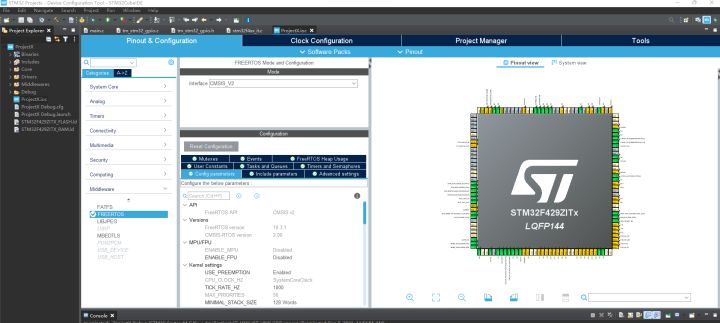 STM32 Projects - Device Configuration Tool - STM32CubeIDE
File Edit Navigate Search Project Run Window Help
Project Explorer
ProjectX
Binaries
Includes
Core
Drivers
Middlewares
Debug
ProjectX.ioc
ProjectX Debug.cfg
ProjectX Debug.launch
STM32F429ZITX_FLASH.ld
STM32F429ZITX_RAM.ld
main.c
tm_stm32_gpio.c
tm_stm32_gpio.h
ProjectX.ioc
Pinout & Configuration
Clock Configuration
Project Manager
Tools
Software Packs
Pinout
Categories
A->Z
System Core
Analog
Timers
Connectivity
Multimedia
Security
Computing
Middleware
FATFS
FREERTOS
LIBJPEG
LWIP
MBEDTLS
PDM2PCM
USB_DEVICE
USB_HOST
FREERTOS Mode and Configuration
Mode
Interface CMSIS_V2
Configuration
Reset Configuration
Mutexes
Events
FreeRTOS Heap Usage
User Constants
Tasks and Queues
Timers and Semaphores
Config parameters
Include parameters
Advanced settings
Configure the below parameters :
Search (Ctrl+F)
API
FreeRTOS API CMSIS v2
Versions
FreeRTOS version 10.3.1
CMSIS-RTOS version 2.00
MPU/FPU
ENABLE_MPU Disabled
ENABLE_FPU Disabled
Kernel settings
USE_PREEMPTION Enabled
CPU_CLOCK_HZ SystemCoreClock
TICK_RATE_HZ 1000
MAX_PRIORITIES 56
MINIMAL_STACK_SIZE 128 Words
Pinout view
System view
STM32F429ZITx
LQFP144
Console